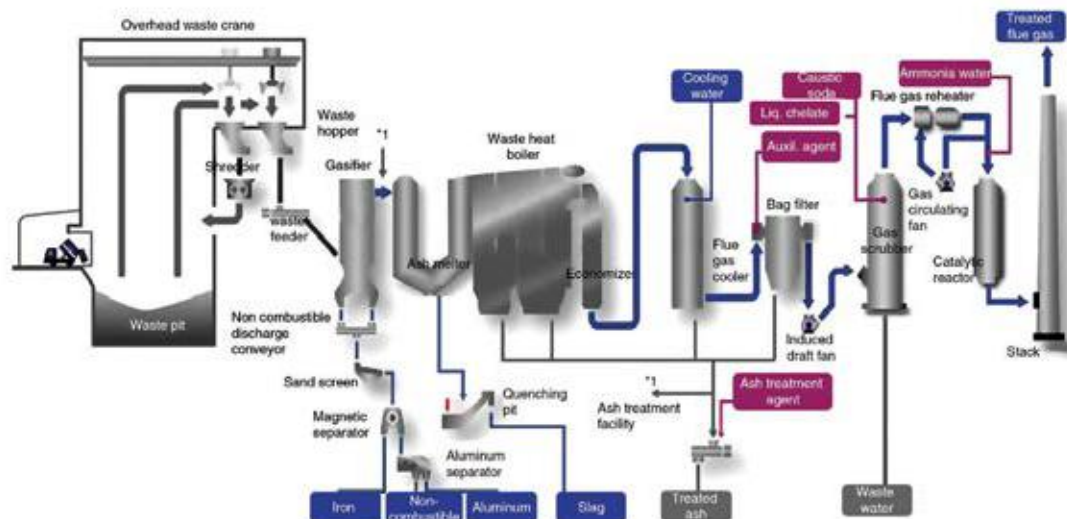 Overhead waste crane
Treated
flue gas
Cooling
water
Caustic
soda
Ammonia water
Flue gas reheater
Liq. chelate
Auxil. agent
Waste
hopper
*1
Waste heat
boiler
Gasifier
Shredder
waste
feeder
Bag filter
Gas
circulating
fan
Gas
scrubber
Flue
gas
cooler
Ash melter
Economizer
Catalytic
reactor
Waste pit
Non combustible
discharge
conveyor
Induced
draft fan
Stack
Sand screen
Quenching
pit
*1
Ash treatment
facility
Ash treatment
agent
Magnetic
separator
Aluminum
separator
Iron
Non-
combustible
Aluminum
Slag
Treated
ash
Waste
water